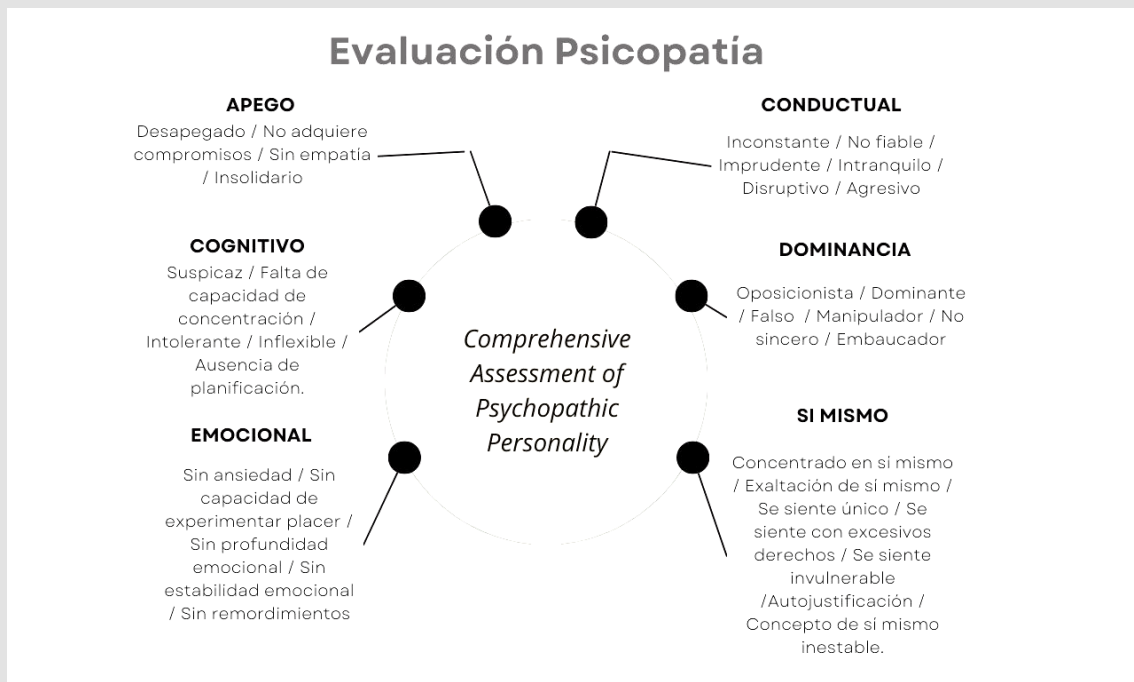 Evaluación Psicopatía
APEGO
Desapegado / No adquiere
compromisos / Sin empatía
/ Insolidario
COGNITIVO
Suspicaz / Falta de
capacidad de
concentración /
Intolerante / Inflexible /
Ausencia de
planificación.
EMOCIONAL
Sin ansiedad / Sin
capacidad de
experimentar placer /
Sin profundidad
emocional / Sin
estabilidad emocional
/ Sin remordimientos
Comprehensive
Assessment of
Psychopathic
Personality
CONDUCTUAL
Inconstante / No fiable /
Imprudente / Intranquilo /
Disruptivo / Agresivo
DOMINANCIA
Oposicionista / Dominante
/ Falso / Manipulador / No
sincero / Embaucador
SI MISMO
Concentrado en sí mismo
/ Exaltación de sí mismo /
Se siente único / Se
siente con excesivos
derechos / Se siente
invulnerable
/Autojustificación /
Concepto de sí mismo
inestable.